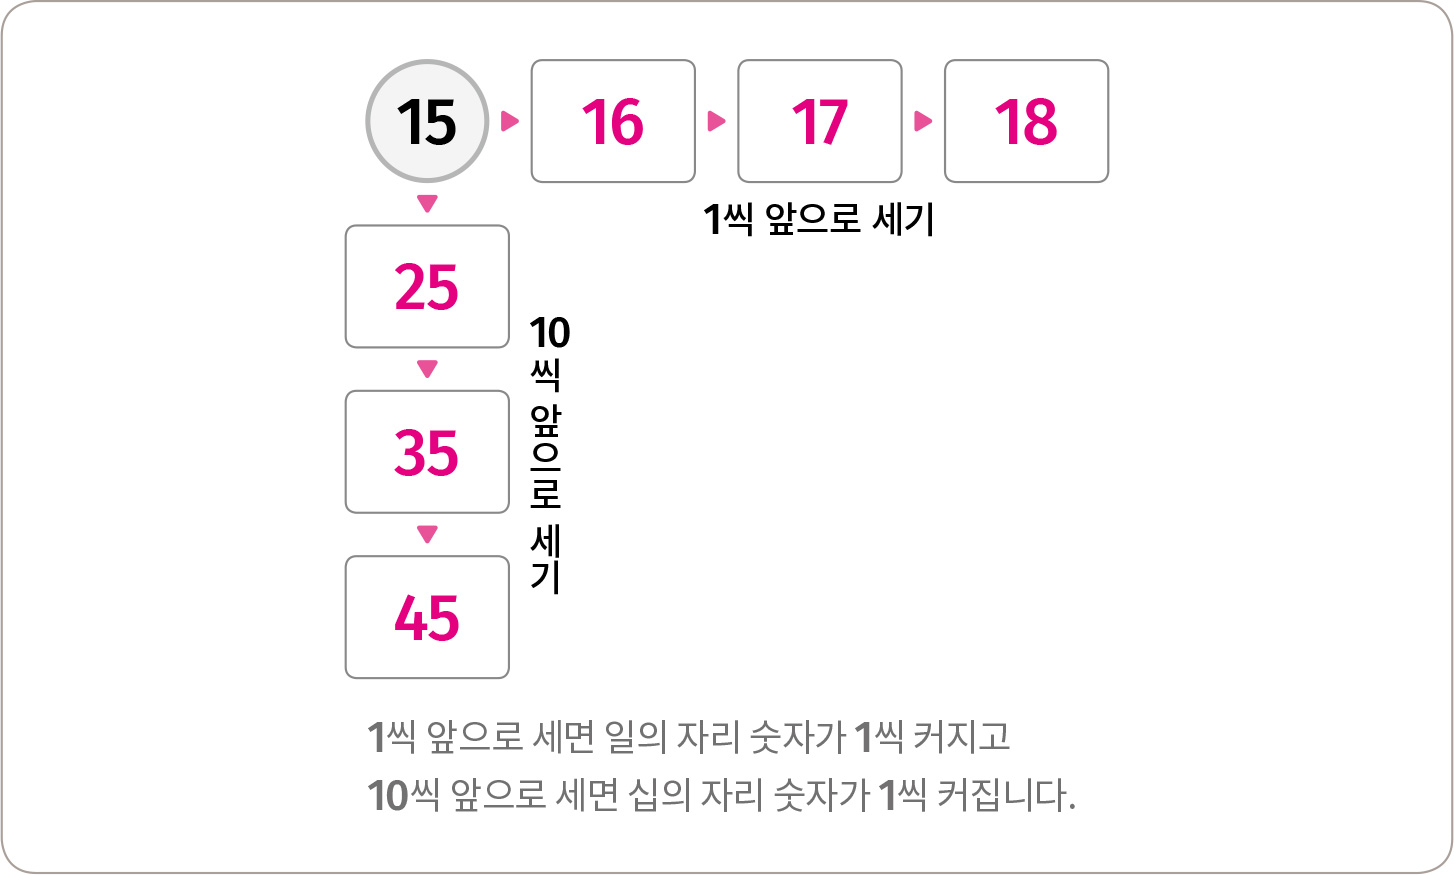 15 16 17 18
1씩 앞으로 세기
25
35
45
10씩 앞으로 세기
1씩 앞으로 세면 일의 자리 숫자가 1씩 커지고
10씩 앞으로 세면 십의 자리 숫자가 1씩 커집니다.